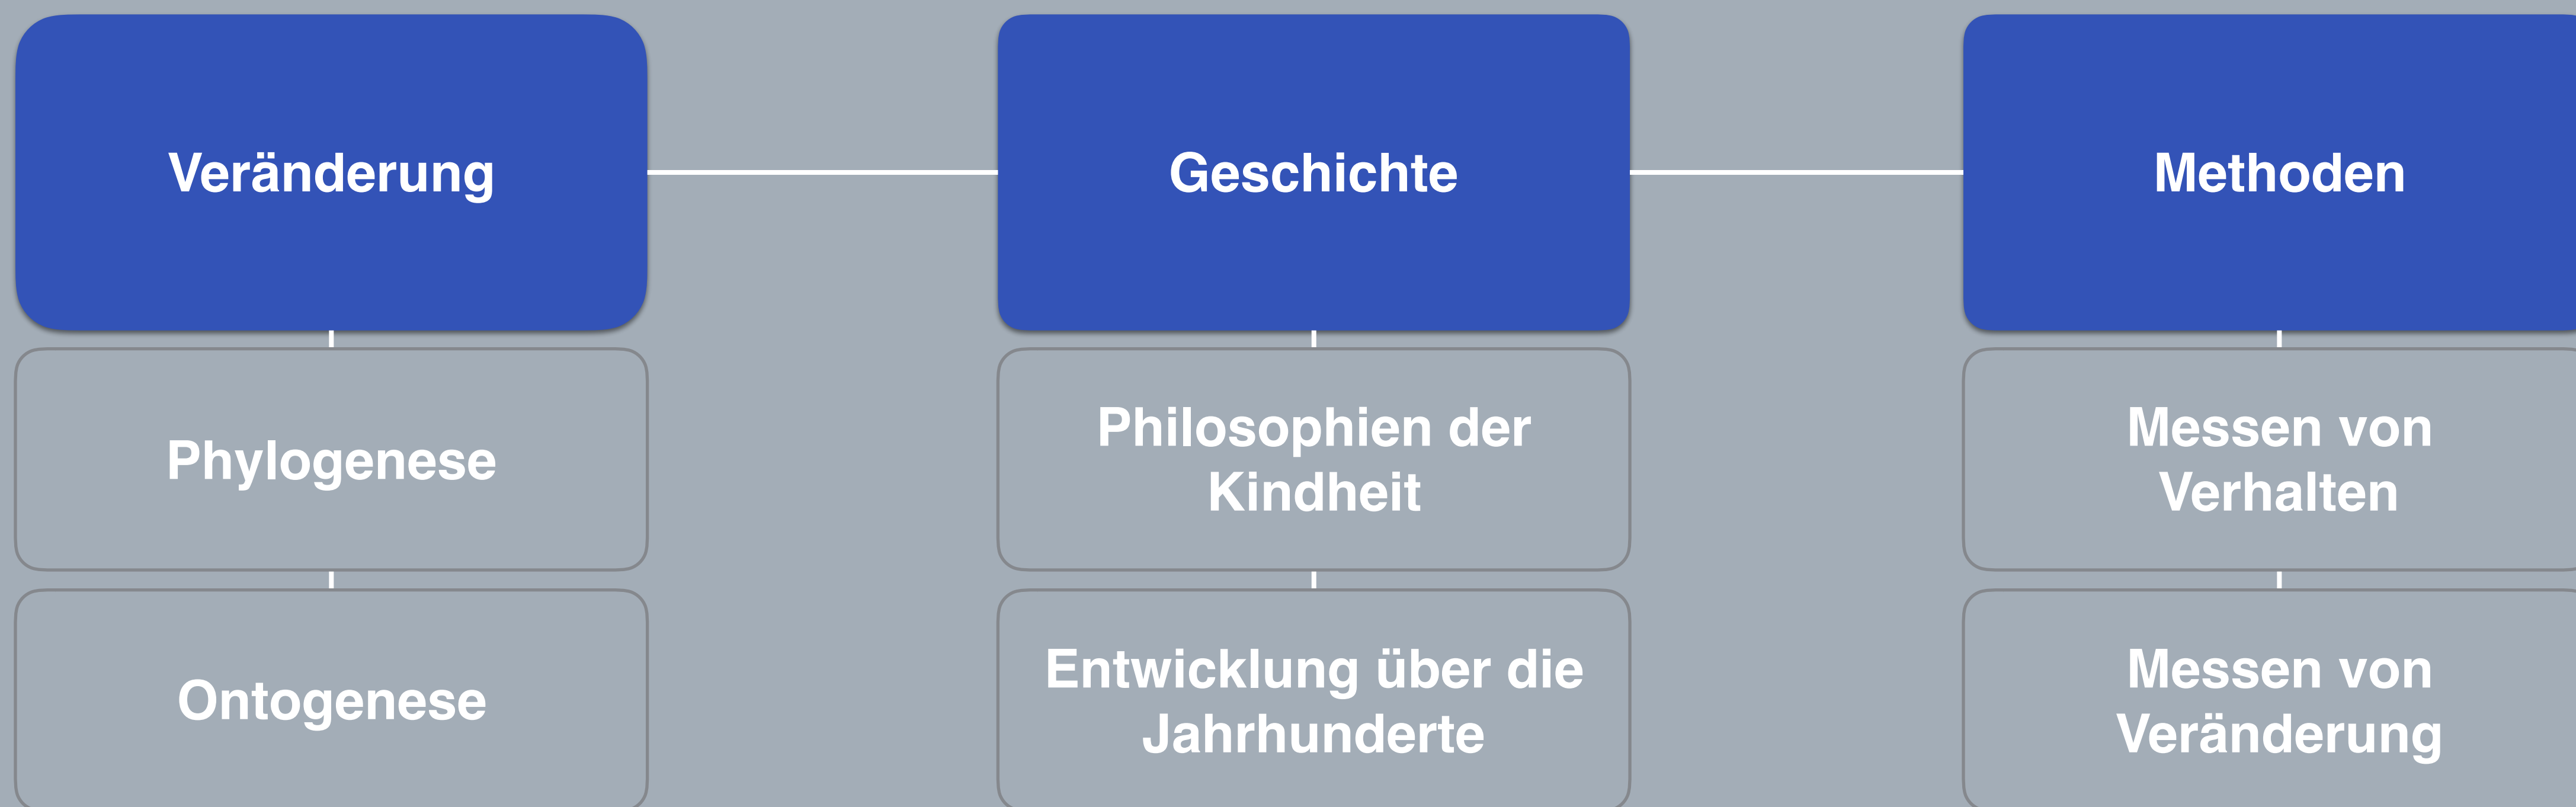 Veränderung
Geschichte
Methoden
Phylogenese
Philosophien der
Kindheit
Messen von
Verhalten
Ontogenese
Entwicklung über die
Jahrhunderte
Messen von
Veränderung